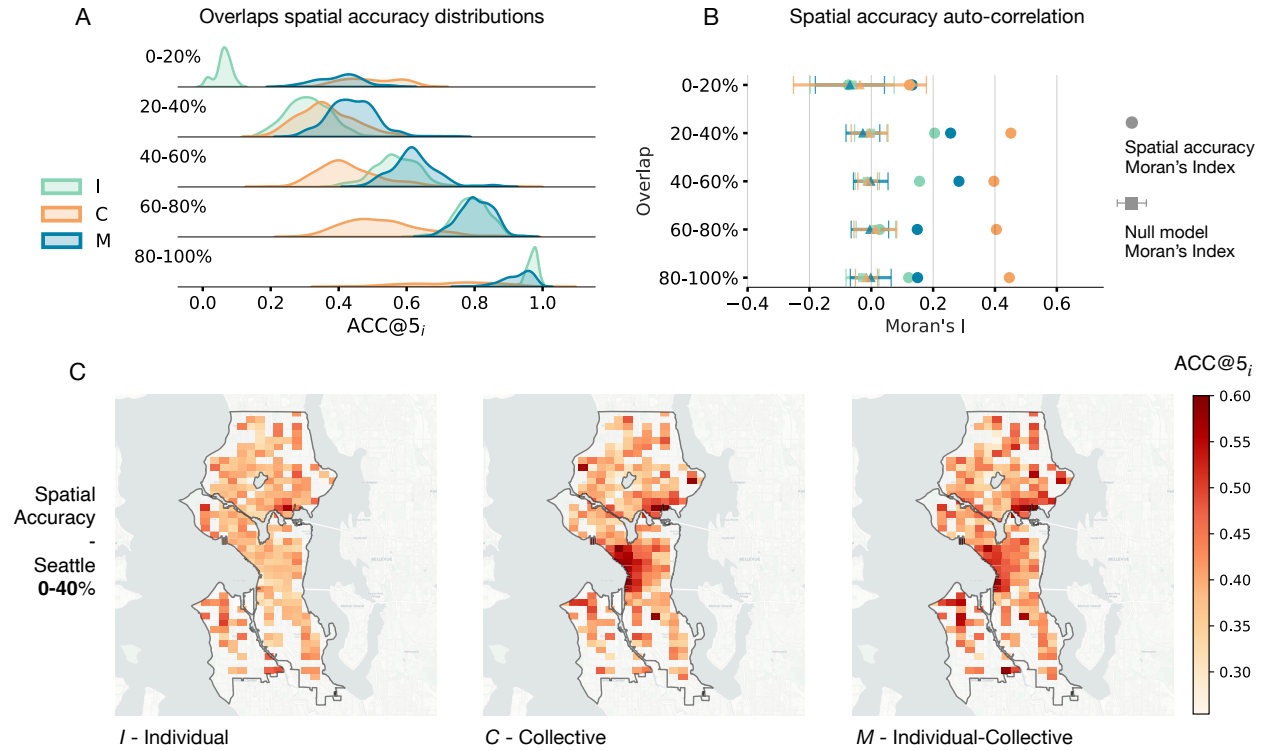 A
Overlaps spatial accuracy distributions
0-20%
20-40%
40-60%
60-80%
80-100%
I
C
M
0.0 0.2 0.4 0.6 0.8 1.0
ACC@5i
B
Spatial accuracy auto-correlation
Overlap
0-20%
20-40%
40-60%
60-80%
80-100%
−0.4 −0.2 0.0 0.2 0.4 0.6
Moran's I
Spatial accuracy
Moran's Index
Null model
Moran's Index
C
Spatial
Accuracy
-
Seattle
0-40%
I - Individual
C - Collective
M - Individual-Collective
ACC@5i
0.60
0.55
0.50
0.45
0.40
0.35
0.30